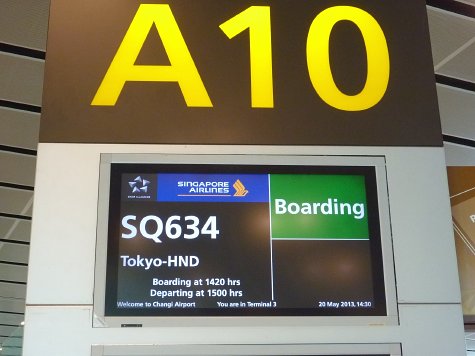 A10
STAR ALLIANCE
SINGAPORE
AIRLINES
Boarding
SQ634
Tokyo-HND
Boarding at 1420 hrs
Departing at 1500 hrs
Welcome to Changi Airport
You are in Terminal 3
20 May 2013, 14:30